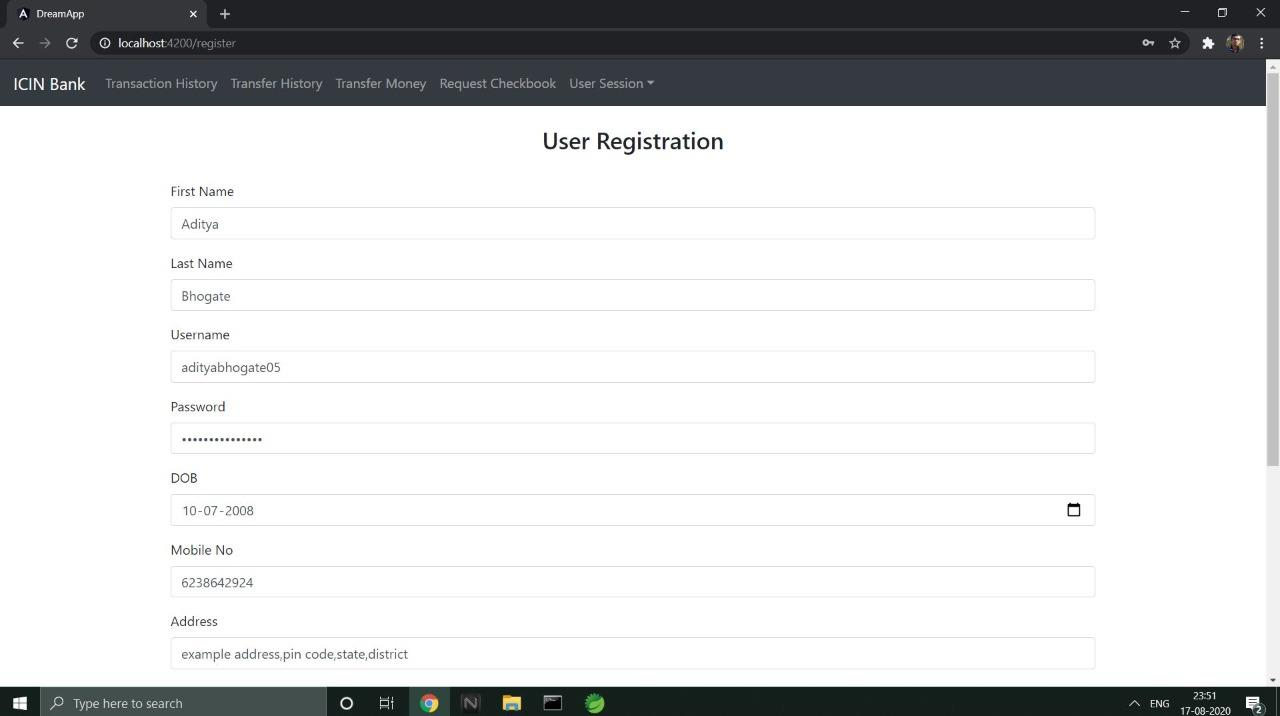 DreamApp
localhost:4200/register
ICIN Bank Transaction History Transfer History Transfer Money Request Checkbook User Session
User Registration
First Name
Aditya
Last Name
Bhogate
Username
adityabhogate05
Password
•••••••••••••••
DOB
10-07-2008
Mobile No
6238642924
Address
example address,pin code,state,district
Type here to search
ENG
23:51
17-08-2020
2